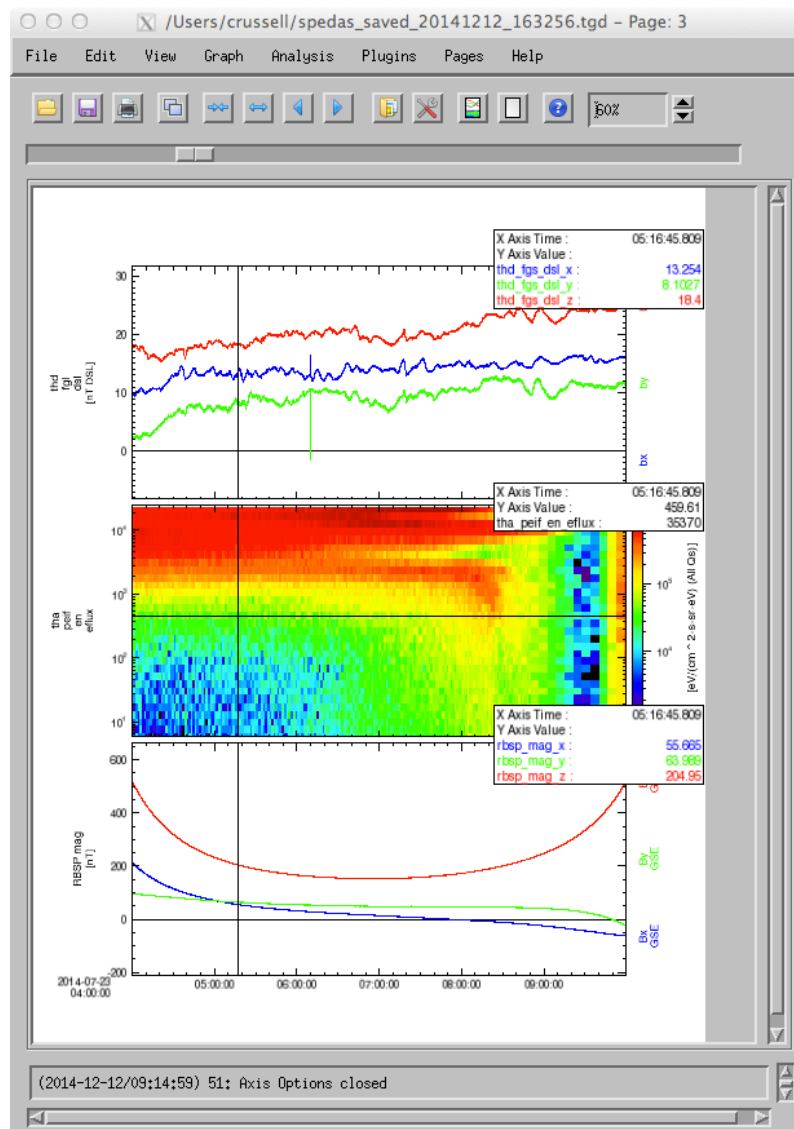 /Users/crussell/spedas_saved_20141212_163256.tgd - Page: 3
File Edit View Graph Analysis Plugins Pages Help
60%
X Axis Time : 05:16:45.809
Y Axis Value :
thd_fgs_dsl_x : 13.254
thd_fgs_dsl_y : 8.1027
thd_fgs_dsl_z : 18.4
30
20
10
0
thd
fgl
dsl
[nT DSL]
by
bx
X Axis Time : 05:16:45.809
Y Axis Value : 459.61
tha_peif_en_eflux : 35370
10⁴
10³
10²
10¹
tha
peif
en
eflux
10⁵
10⁴
[eV/(cm ^ 2-s-sr-eV) (All Qs)]
X Axis Time : 05:16:45.809
Y Axis Value :
rbsp_mag_x : 55.665
rbsp_mag_y : 63.989
rbsp_mag_z : 204.95
600
400
200
0
-200
RBSP mag
[nT]
By
GSE
Bx
GSE
2014-07-23
04:00:00
05:00:00 06:00:00 07:00:00 08:00:00 09:00:00
(2014-12-12/09:14:59) 51: Axis Options closed